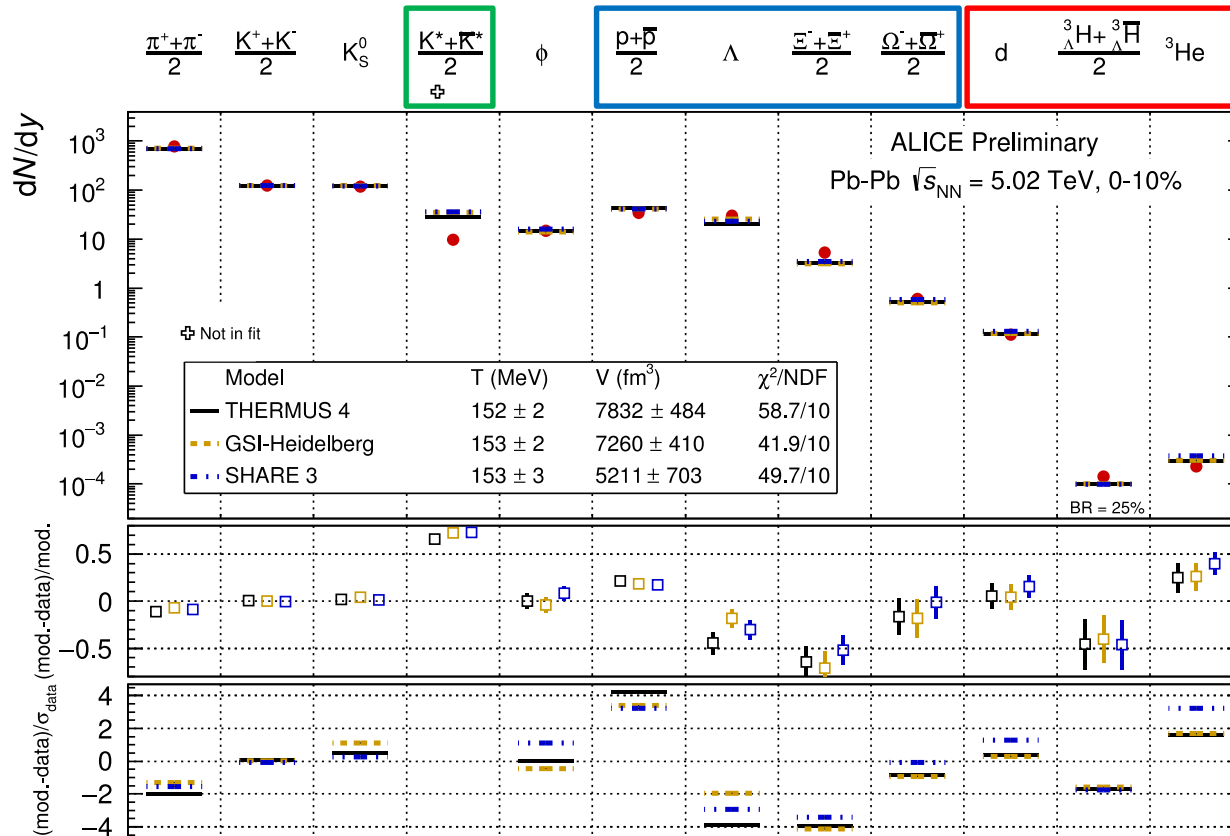 π⁺+π⁻ K⁺+K⁻ K*+K̅* p+p̅ Ξ⁻+Ξ̅⁺ Ω⁻+Ω̅⁺ ³ΛH+³ΛH̅
2 2 K⁰S 2 ϕ 2 Λ 2 2 d 2 ³He
dN/dy
10³
10²
10
1
10⁻¹
10⁻²
10⁻³
10⁻⁴
ALICE Preliminary
Pb-Pb √sNN = 5.02 TeV, 0-10%
Not in fit
Model T (MeV) V (fm³) χ²/NDF
THERMUS 4 152 ± 2 7832 ± 484 58.7/10
GSI-Heidelberg 153 ± 2 7260 ± 410 41.9/10
SHARE 3 153 ± 3 5211 ± 703 49.7/10
BR = 25%
(mod.-data)/mod.
0.5
0
−0.5
(mod.-data)/σdata
4
2
0
−2
−4